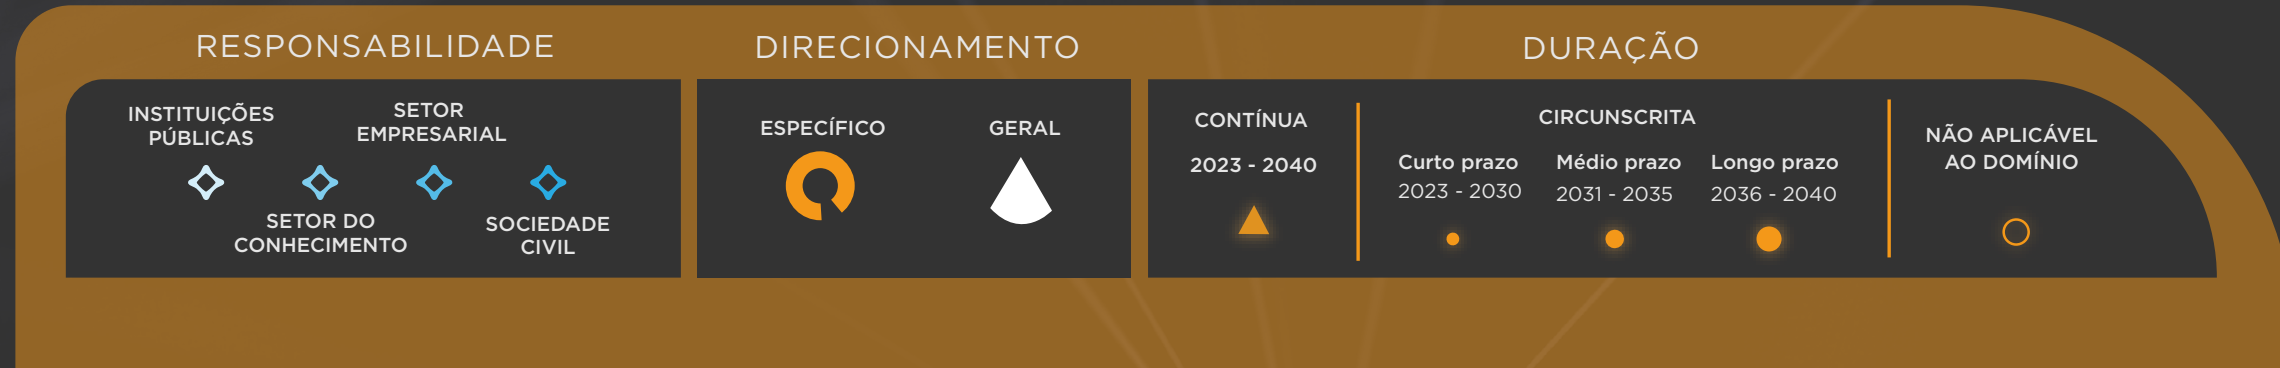 RESPONSABILIDADE
INSTITUIÇÕES
PÚBLICAS
SETOR
EMPRESARIAL
SETOR DO
CONHECIMENTO
SOCIEDADE
CIVIL
DIRECIONAMENTO
ESPECÍFICO
GERAL
DURAÇÃO
CONTÍNUA
2023 - 2040
CIRCUNSCRITA
Curto prazo
2023 - 2030
Médio prazo
2031 - 2035
Longo prazo
2036 - 2040
NÃO APLICÁVEL
AO DOMÍNIO